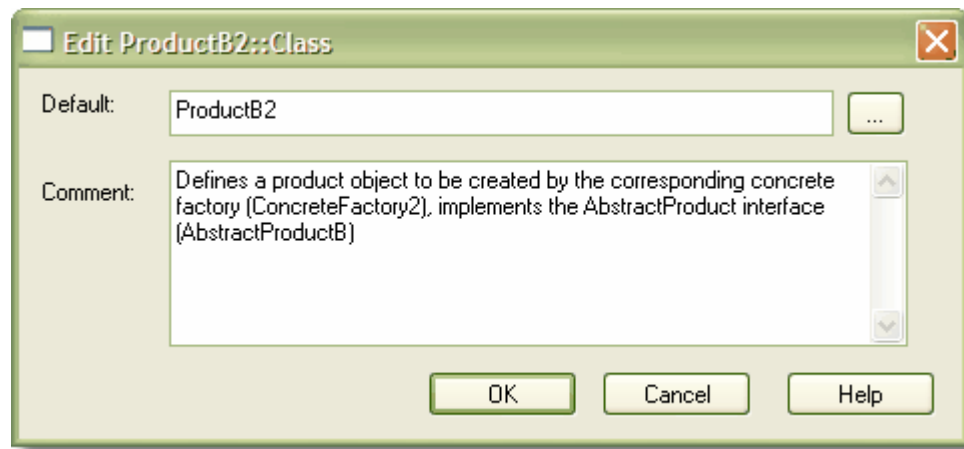 Edit ProductB2::Class
Default:
ProductB2
...
Comment:
Defines a product object to be created by the corresponding concrete
factory (ConcreteFactory2), implements the AbstractProduct interface
(AbstractProductB)
OK Cancel Help